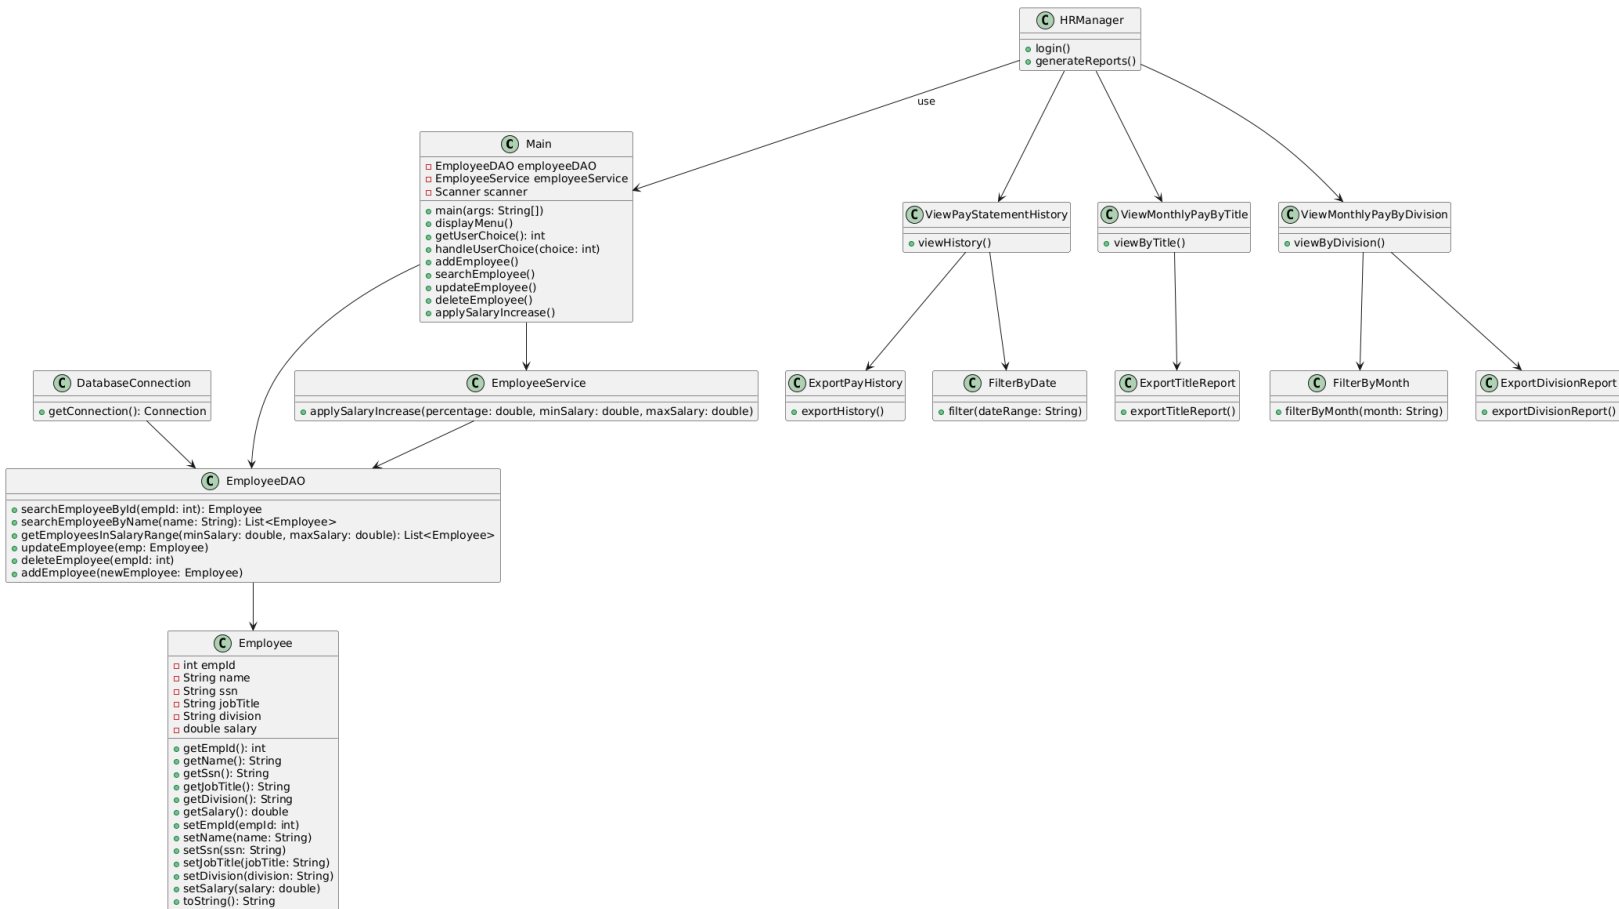 C HRManager
login()
generateReports()
use
C Main
EmployeeDAO employeeDAO
EmployeeService employeeService
Scanner scanner
main(args: String[])
displayMenu()
getUserChoice(): int
handleUserChoice(choice: int)
addEmployee()
searchEmployee()
updateEmployee()
deleteEmployee()
applySalaryIncrease()
C ViewPayStatementHistory
viewHistory()
C ViewMonthlyPayByTitle
viewByTitle()
C ViewMonthlyPayByDivision
viewByDivision()
C DatabaseConnection
getConnection(): Connection
C EmployeeService
applySalaryIncrease(percentage: double, minSalary: double, maxSalary: double)
C ExportPayHistory
exportHistory()
C FilterByDate
filter(dateRange: String)
C ExportTitleReport
exportTitleReport()
C FilterByMonth
filterByMonth(month: String)
C ExportDivisionReport
exportDivisionReport()
C EmployeeDAO
searchEmployeeById(empId: int): Employee
searchEmployeeByName(name: String): List<Employee>
getEmployeesInSalaryRange(minSalary: double, maxSalary: double): List<Employee>
updateEmployee(emp: Employee)
deleteEmployee(empId: int)
addEmployee(newEmployee: Employee)
C Employee
int empId
String name
String ssn
String jobTitle
String division
double salary
getEmpId(): int
getName(): String
getSsn(): String
getJobTitle(): String
getDivision(): String
getSalary(): double
setEmpId(empId: int)
setName(name: String)
setSsn(ssn: String)
setJobTitle(jobTitle: String)
setDivision(division: String)
setSalary(salary: double)
toString(): String